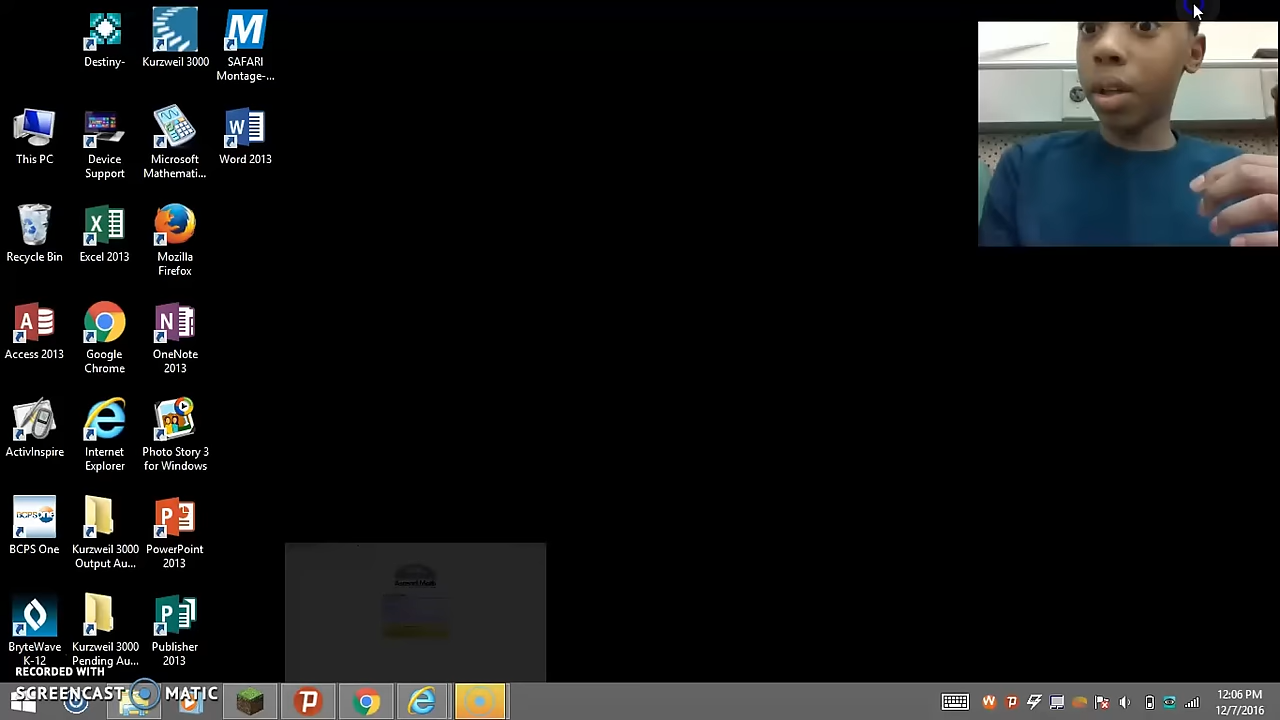 Destiny-
Kurzweil 3000
SAFARI
Montage-...
This PC
Device
Support
Microsoft
Mathemati...
Word 2013
Recycle Bin
Excel 2013
Mozilla
Firefox
Access 2013
Google
Chrome
OneNote
2013
ActivInspire
Internet
Explorer
Photo Story 3
for Windows
BCPS One
Kurzweil 3000
Output Au...
PowerPoint
2013
BryteWave
K-12
Kurzweil 3000
Pending Au...
Publisher
2013
RECORDED WITH
SCREENCAST MATIC
12:06 PM
12/7/2016